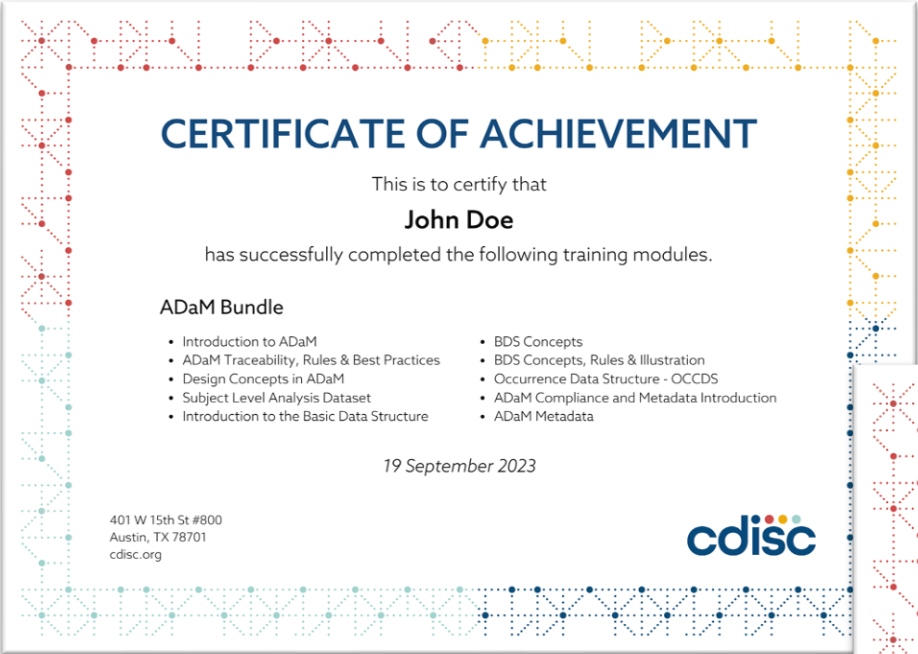 CERTIFICATE OF ACHIEVEMENT
This is to certify that
John Doe
has successfully completed the following training modules.
ADaM Bundle
• Introduction to ADaM
• ADaM Traceability, Rules & Best Practices
• Design Concepts in ADaM
• Subject Level Analysis Dataset
• Introduction to the Basic Data Structure
• BDS Concepts
• BDS Concepts, Rules & Illustration
• Occurrence Data Structure - OCCDS
• ADaM Compliance and Metadata Introduction
• ADaM Metadata
19 September 2023
401 W 15th St #800
Austin, TX 78701
cdisc.org
cdisc